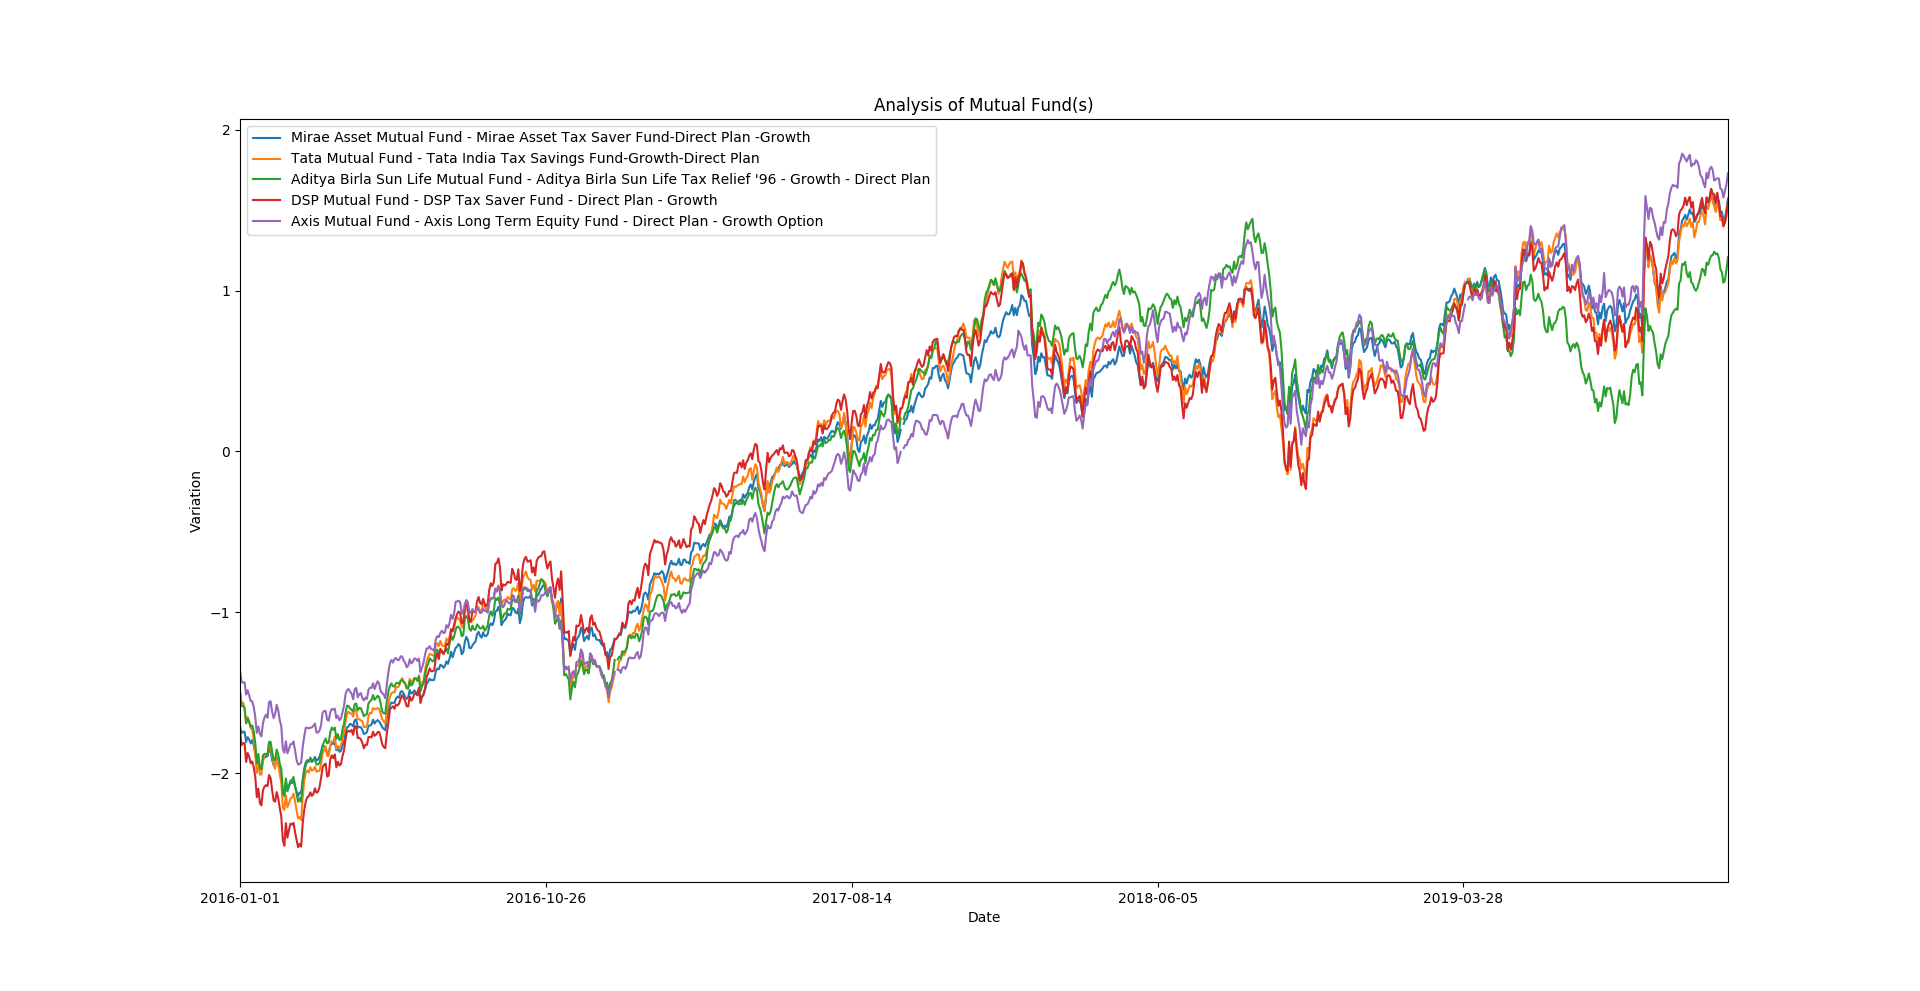 Analysis of Mutual Fund(s)
Mirae Asset Mutual Fund - Mirae Asset Tax Saver Fund-Direct Plan -Growth
Tata Mutual Fund - Tata India Tax Savings Fund-Growth-Direct Plan
Aditya Birla Sun Life Mutual Fund - Aditya Birla Sun Life Tax Relief '96 - Growth - Direct Plan
DSP Mutual Fund - DSP Tax Saver Fund - Direct Plan - Growth
Axis Mutual Fund - Axis Long Term Equity Fund - Direct Plan - Growth Option
2
1
0
−1
−2
Variation
2016-01-01 2016-10-26 2017-08-14 2018-06-05 2019-03-28
Date